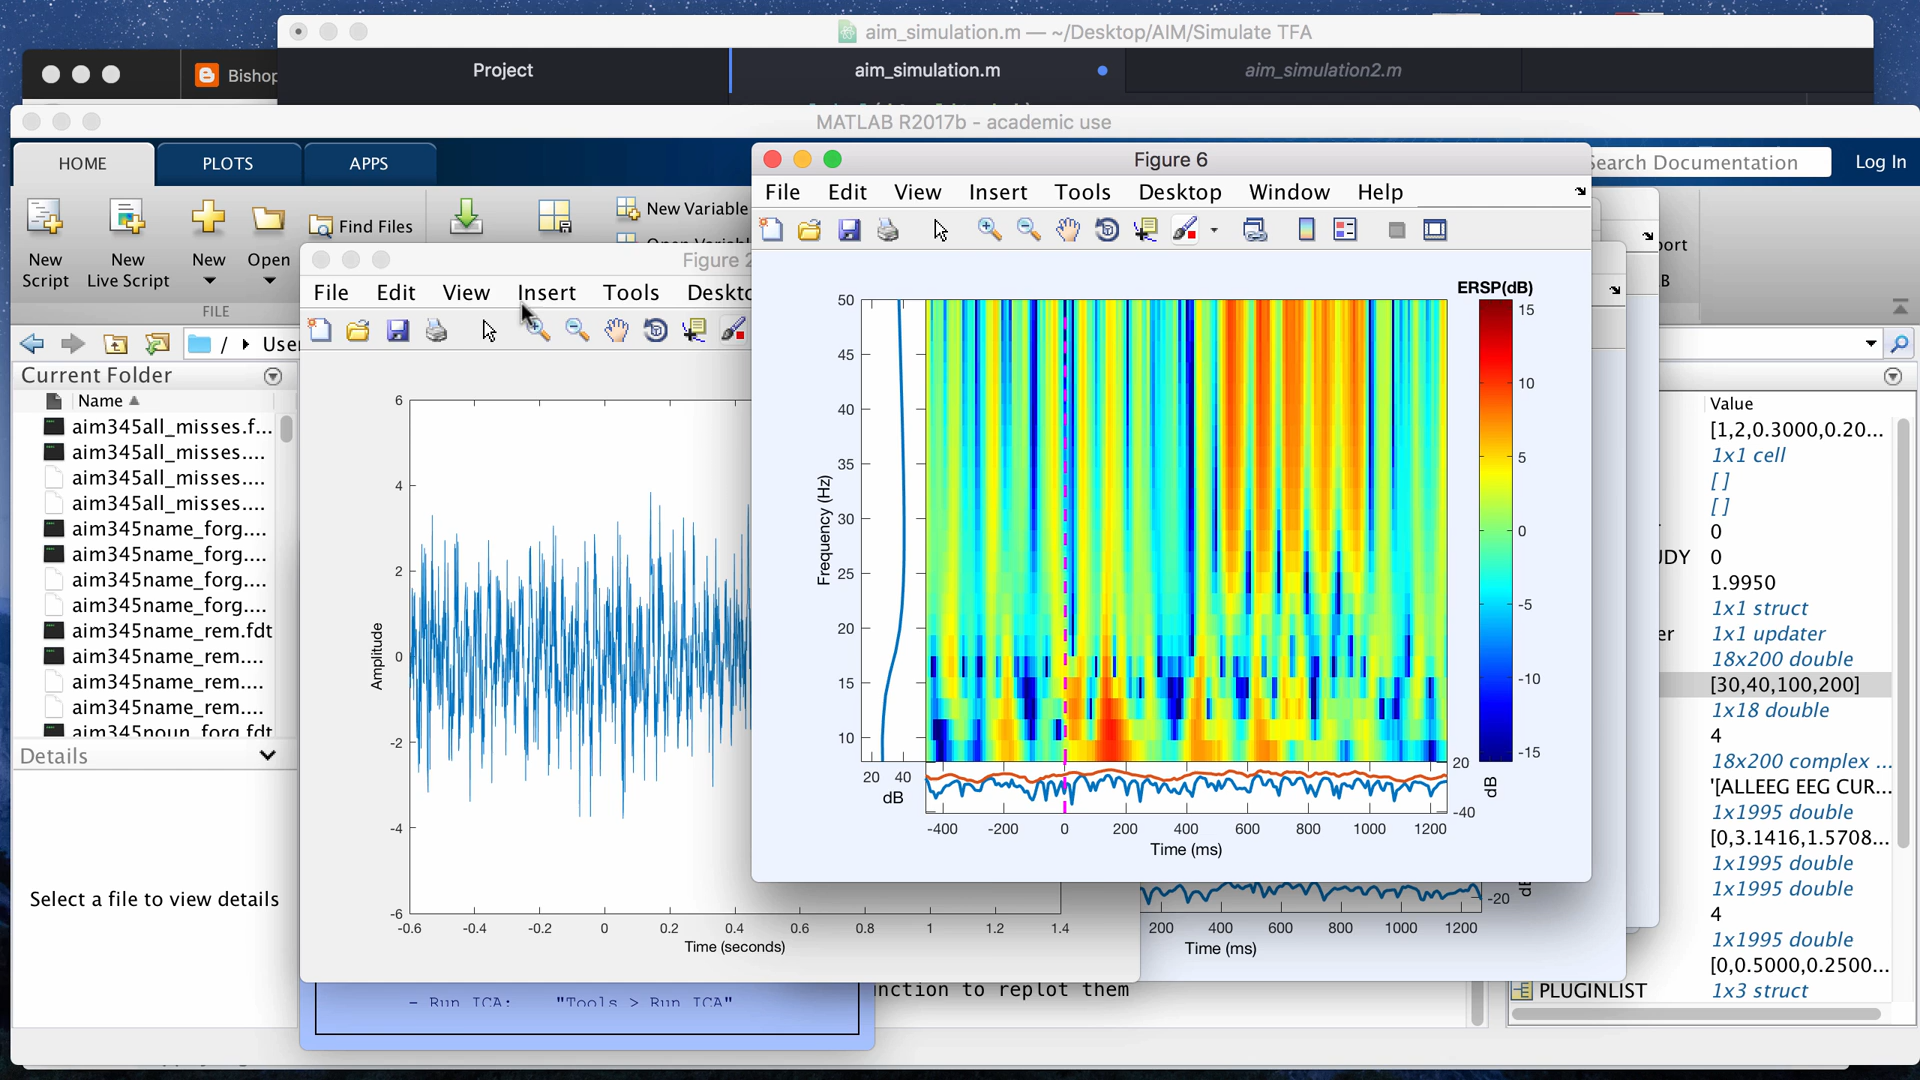 aim_simulation.m — ~/Desktop/AIM/Simulate TFA
Bishop
Project
aim_simulation.m
aim_simulation2.m
MATLAB R2017b - academic use
HOME
PLOTS
APPS
Search Documentation
Log In
New Script
New Live Script
New
Open
Find Files
New Variable
FILE
/ Use
Current Folder
Name
aim345all_misses.f...
aim345all_misses....
aim345all_misses....
aim345all_misses....
aim345name_forg....
aim345name_forg....
aim345name_forg....
aim345name_forg....
aim345name_rem.fdt
aim345name_rem....
aim345name_rem....
aim345name_rem....
aim345noun_forg.fdt
Details
Select a file to view details
Figure 2
File Edit View Insert Tools Deskto
Amplitude
6
4
2
0
-2
-4
-6
-0.6 -0.4 -0.2 0 0.2 0.4 0.6 0.8 1 1.2 1.4
Time (seconds)
Figure 6
File Edit View Insert Tools Desktop Window Help
ERSP(dB)
Frequency (Hz)
50
45
40
35
30
25
20
15
10
15
10
5
0
-5
-10
-15
20 40
dB
20
-40
dB
-400 -200 0 200 400 600 800 1000 1200
Time (ms)
-20
200 400 600 800 1000 1200
Time (ms)
- Run ICA: "Tools > Run ICA"
nction to replot them
port
B
Value
[1,2,0.3000,0.20...
1x1 cell
[ ]
[ ]
0
JDY 0
1.9950
1x1 struct
er 1x1 updater
18x200 double
[30,40,100,200]
1x18 double
4
18x200 complex ...
'[ALLEEG EEG CUR...
1x1995 double
[0,3.1416,1.5708...
1x1995 double
1x1995 double
4
1x1995 double
[0,0.5000,0.2500...
PLUGINLIST 1x3 struct